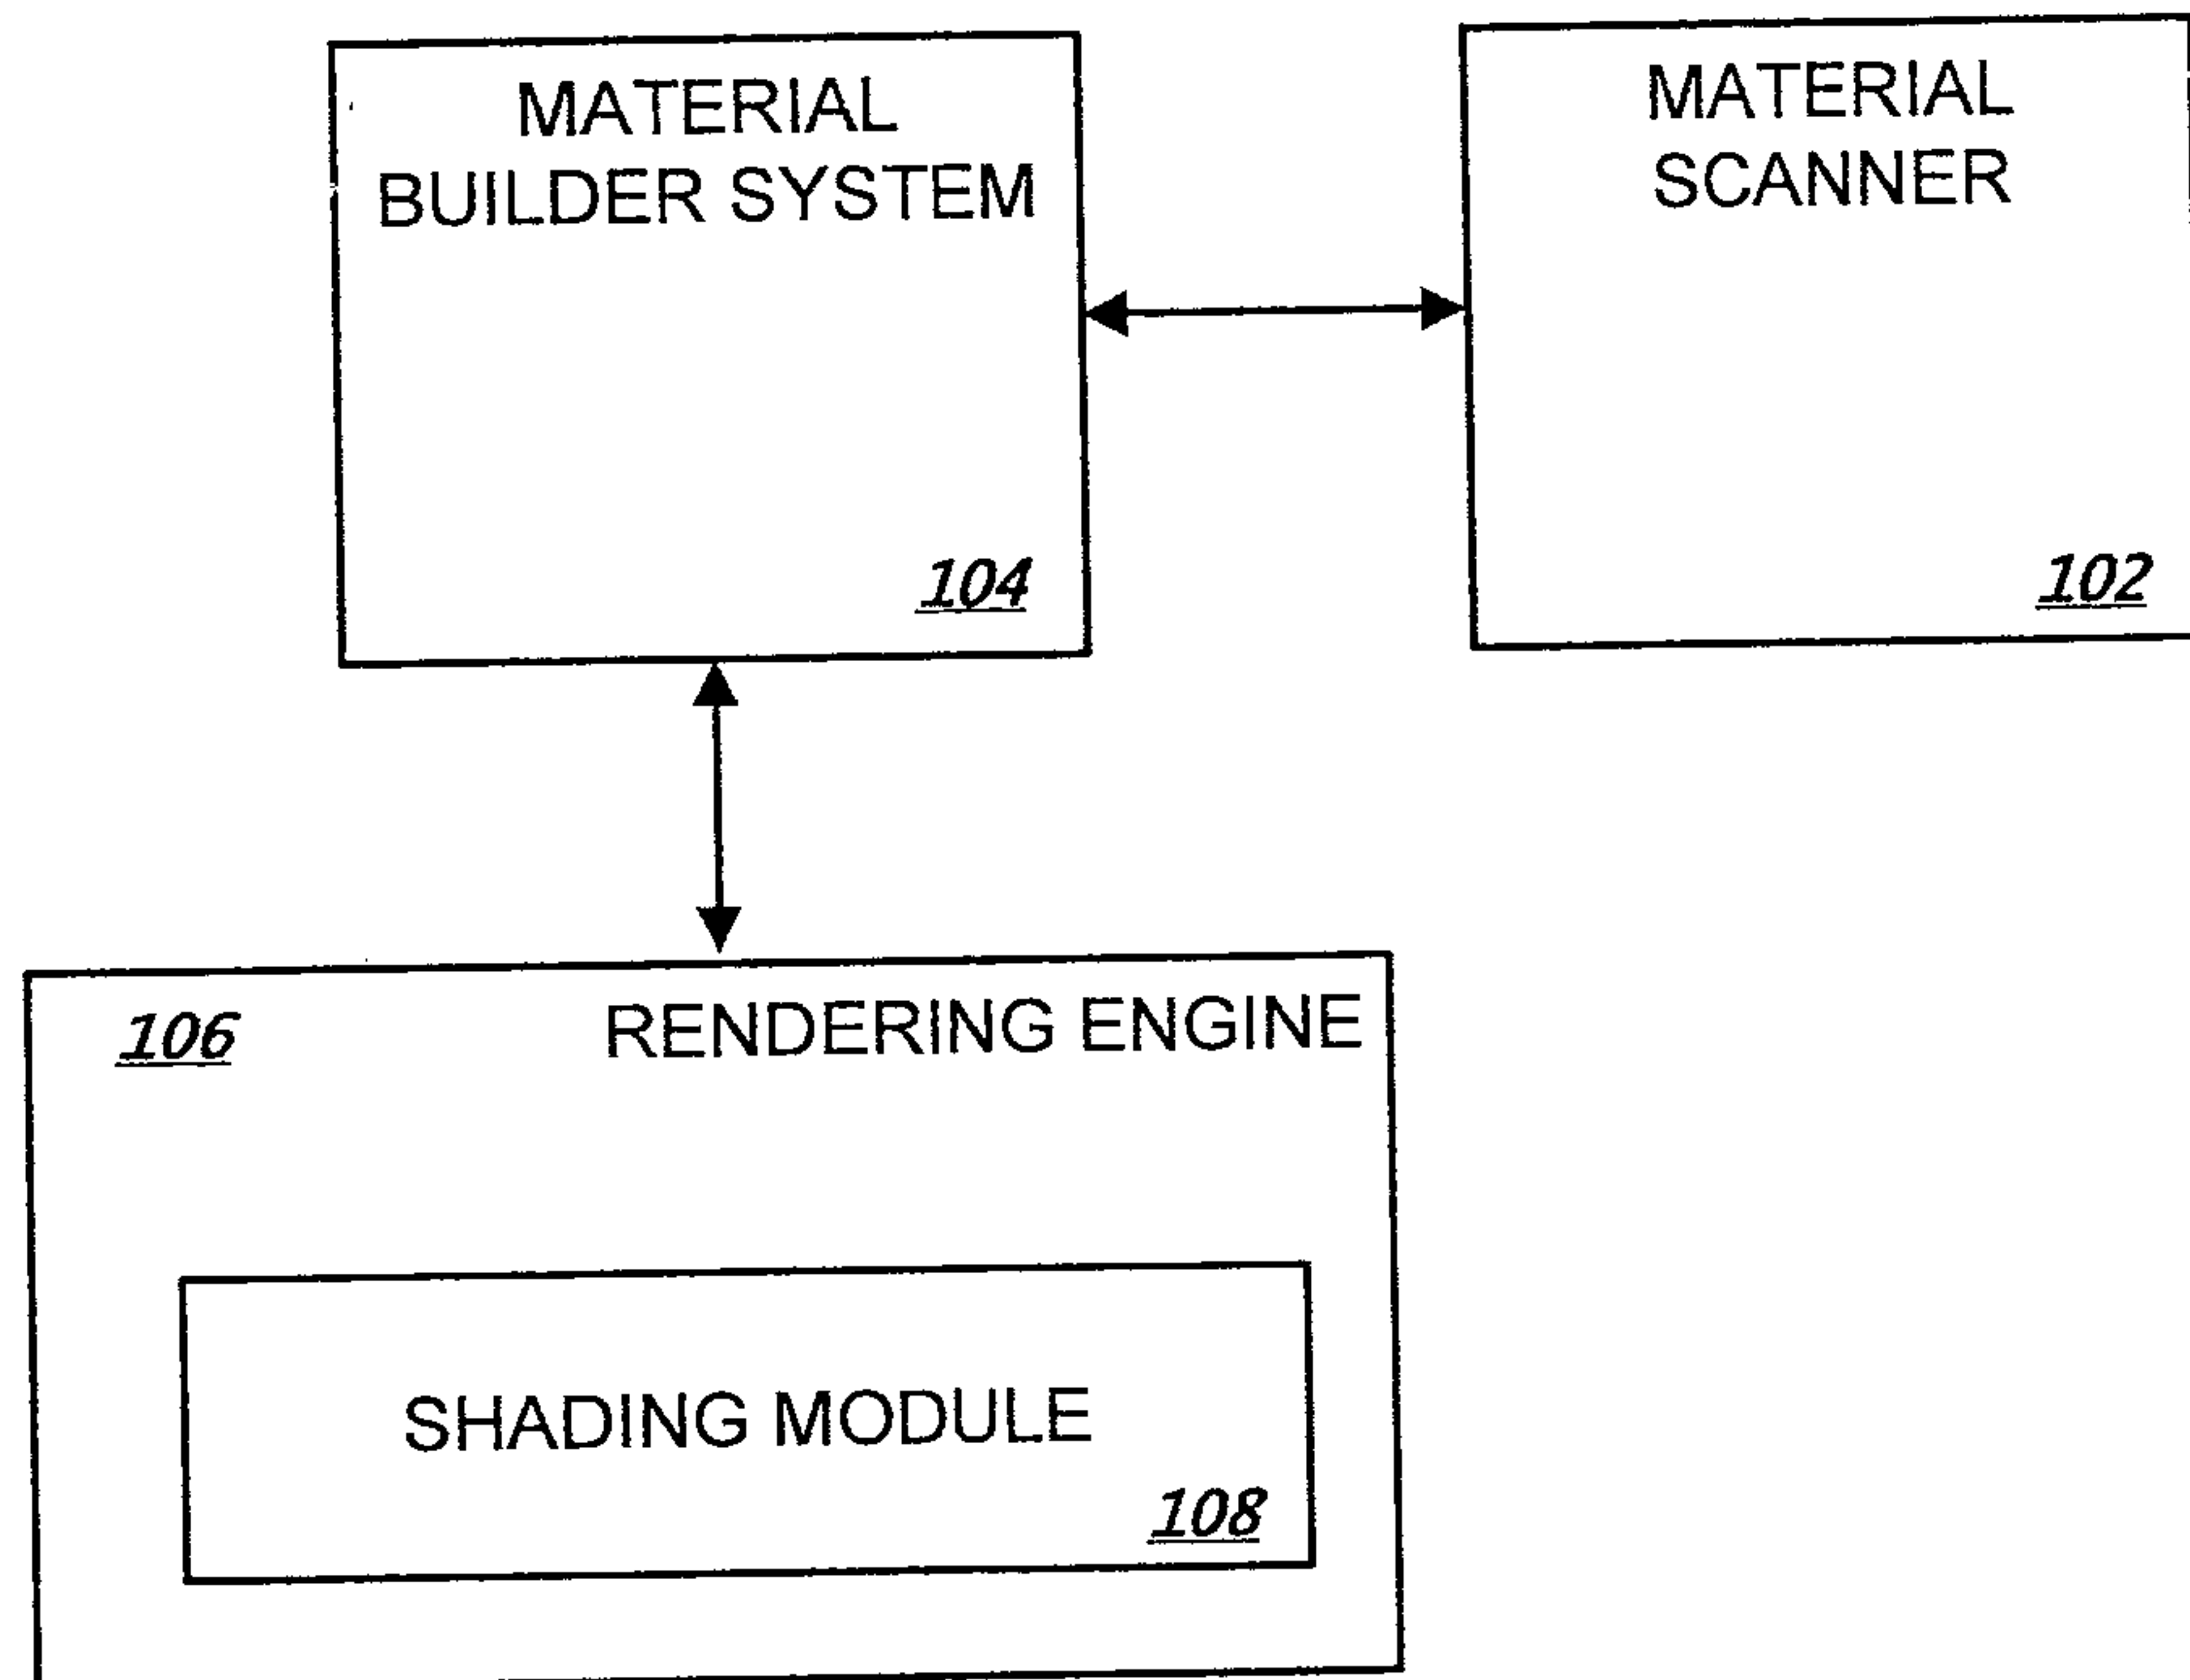 MATERIAL
BUILDER SYSTEM
104
MATERIAL
SCANNER
102
106
RENDERING ENGINE
SHADING MODULE
108